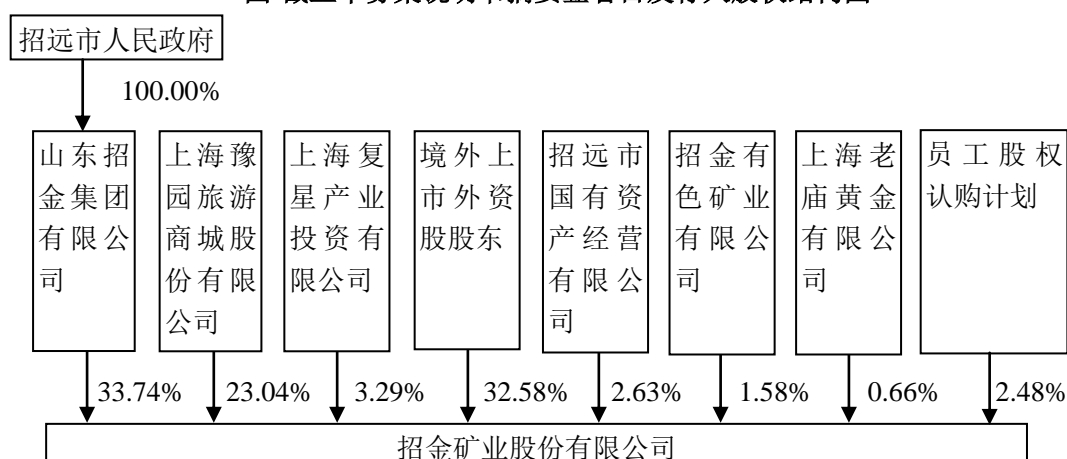 招远市人民政府
100.00%
山东招
金集团
有限公
司
上海豫
园旅游
商城股
份有限
公司
上海复
星产业
投资有
限公司
境外上
市外资
股股东
招远市
国有资
产经营
有限公
司
招金有
色矿业
有限公
司
上海老
庙黄金
有限公
司
员工股权
认购计划
33.74%
23.04%
3.29%
32.58%
2.63%
1.58%
0.66%
2.48%
招金矿业股份有限公司